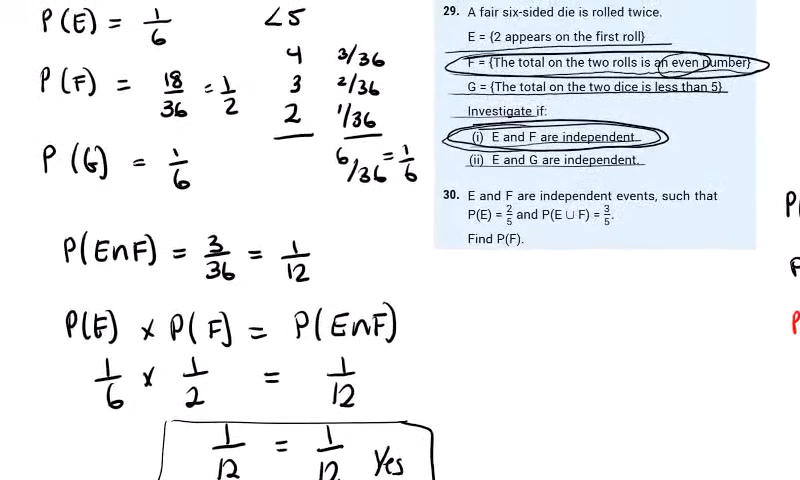 P(E) = 1/6
<5
P(F) = 18/36 = 1/2
4 3/36
3 2/36
2 1/36
6/36 = 1/6
P(G) = 1/6
P(E∩F) = 3/36 = 1/12
P(E) × P(F) = P(E∩F)
1/6 × 1/2 = 1/12
1/12 = 1/12 Yes
29. A fair six-sided die is rolled twice.
E = {2 appears on the first roll}
F = {The total on the two rolls is an even number}
G = {The total on the two dice is less than 5}
Investigate if:
(i) E and F are independent.
(ii) E and G are independent.
30. E and F are independent events, such that
P(E) = 2/5 and P(E ∪ F) = 3/5.
Find P(F).